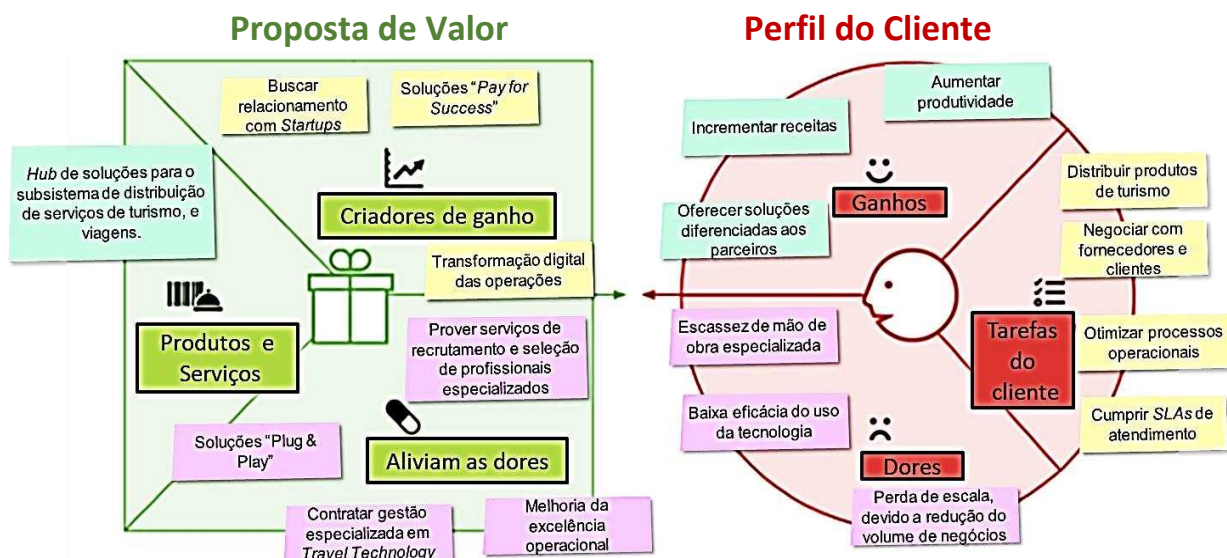 Proposta de Valor
Buscar
relacionamento
com Startups
Soluções “Pay for
Success”
Hub de soluções para o
subsistema de distribuição
de serviços de turismo, e
viagens.
Criadores de ganho
Transformação digital
das operações
Produtos e
Serviços
Prover serviços de
recrutamento e seleção
de profissionais
especializados
Soluções “Plug &
Play”
Aliviam as dores
Contratar gestão
especializada em
Travel Technology
Melhoria da
excelência
operacional
Perfil do Cliente
Aumentar
produtividade
Incrementar receitas
Ganhos
Oferecer soluções
diferenciadas aos
parceiros
Distribuir produtos
de turismo
Negociar com
fornecedores e
clientes
Tarefas
do
cliente
Otimizar processos
operacionais
Cumprir SLAs de
atendimento
Escassez de mão de
obra especializada
Baixa eficácia do uso
da tecnologia
Dores
Perda de escala,
devido a redução do
volume de negócios